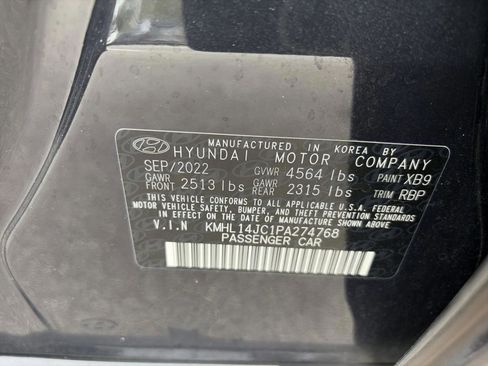 MANUFACTURED IN KOREA BY
HYUNDAI MOTOR COMPANY
SEP/2022 GVWR 4564 lbs PAINT XB9
GAWR FRONT 2513 lbs GAWR REAR 2315 lbs TRIM RBP
THIS VEHICLE CONFORMS TO ALL APPLICABLE U.S.A. FEDERAL
MOTOR VEHICLE SAFETY, BUMPER, AND THEFT PREVENTION STANDARDS
IN EFFECT ON THE DATE OF MANUFACTURE SHOWN ABOVE.
V.I.N KMHL14JC1PA274768
PASSENGER CAR